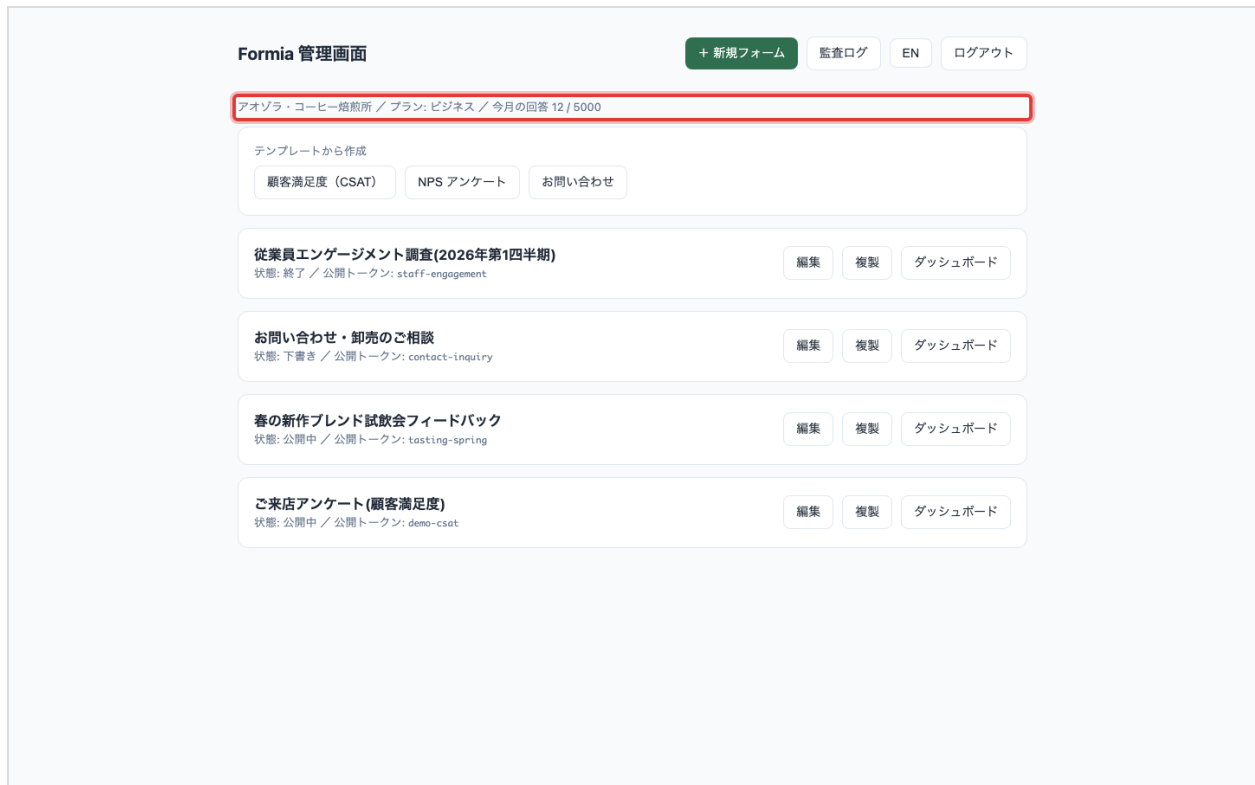 Formia 管理画面
+ 新規フォーム 監査ログ EN ログアウト
アオゾラ・コーヒー焙煎所 ／ プラン: ビジネス ／ 今月の回答 12 / 5000
テンプレートから作成
顧客満足度（CSAT） NPS アンケート お問い合わせ
従業員エンゲージメント調査(2026年第1四半期)
状態: 終了 ／ 公開トークン: staff-engagement
編集 複製 ダッシュボード
お問い合わせ・卸売のご相談
状態: 下書き ／ 公開トークン: contact-inquiry
編集 複製 ダッシュボード
春の新作ブレンド試飲会フィードバック
状態: 公開中 ／ 公開トークン: tasting-spring
編集 複製 ダッシュボード
ご来店アンケート(顧客満足度)
状態: 公開中 ／ 公開トークン: demo-csat
編集 複製 ダッシュボード